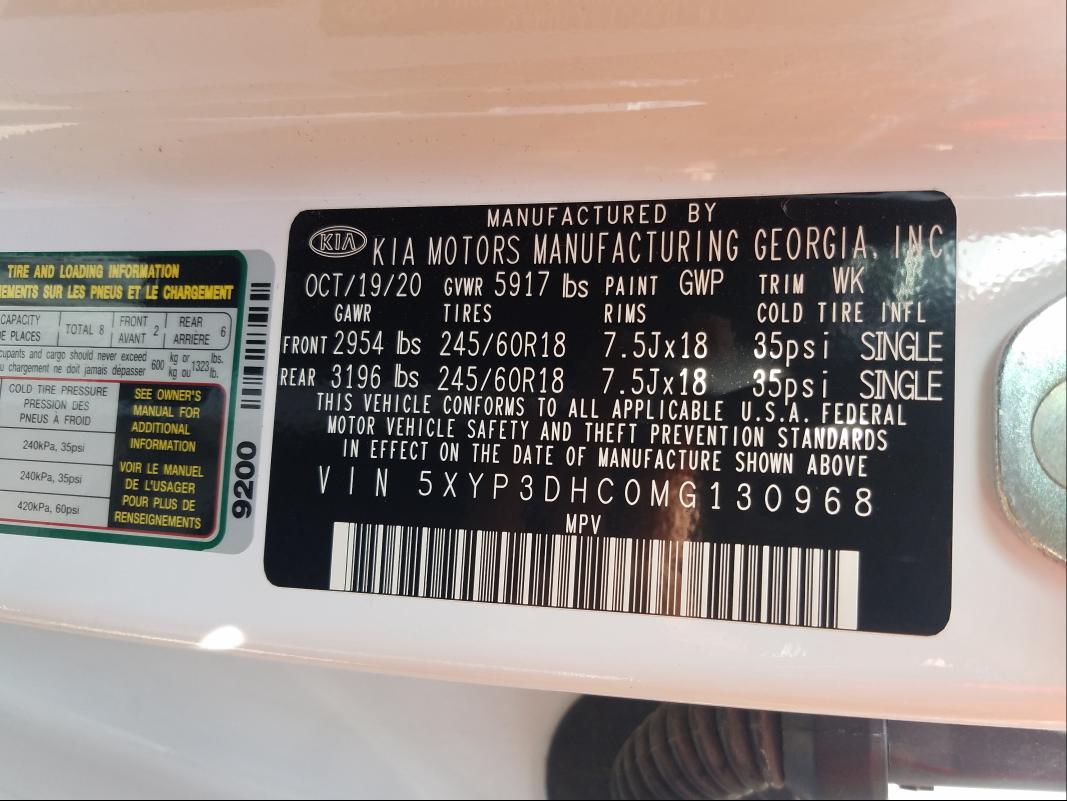 TIRE AND LOADING INFORMATION
SUR LES PNEUS ET LE CHARGEMENT
CAPACITY TOTAL 8 FRONT 2 REAR 6
DE PLACES AVANT ARRIÈRE
and cargo should never exceed 600 kg or 1323 lbs.
chargement ne doit jamais dépasser kg ou lb.
COLD TIRE PRESSURE
PRESSION DES
PNEUS À FROID
240kPa, 35psi
240kPa, 35psi
420kPa, 60psi
SEE OWNER'S
MANUAL FOR
ADDITIONAL
INFORMATION
VOIR LE MANUEL
DE L'USAGER
POUR PLUS DE
RENSEIGNEMENTS
9200
MANUFACTURED BY
KIA KIA MOTORS MANUFACTURING GEORGIA, INC
OCT/19/20 GVWR 5917 lbs PAINT GWP TRIM WK
GAWR TIRES RIMS COLD TIRE INFL
FRONT 2954 lbs 245/60R18 7.5Jx18 35psi SINGLE
REAR 3196 lbs 245/60R18 7.5Jx18 35psi SINGLE
THIS VEHICLE CONFORMS TO ALL APPLICABLE U.S.A. FEDERAL
MOTOR VEHICLE SAFETY AND THEFT PREVENTION STANDARDS
IN EFFECT ON THE DATE OF MANUFACTURE SHOWN ABOVE
VIN 5XYP3DHC0MG130968
MPV